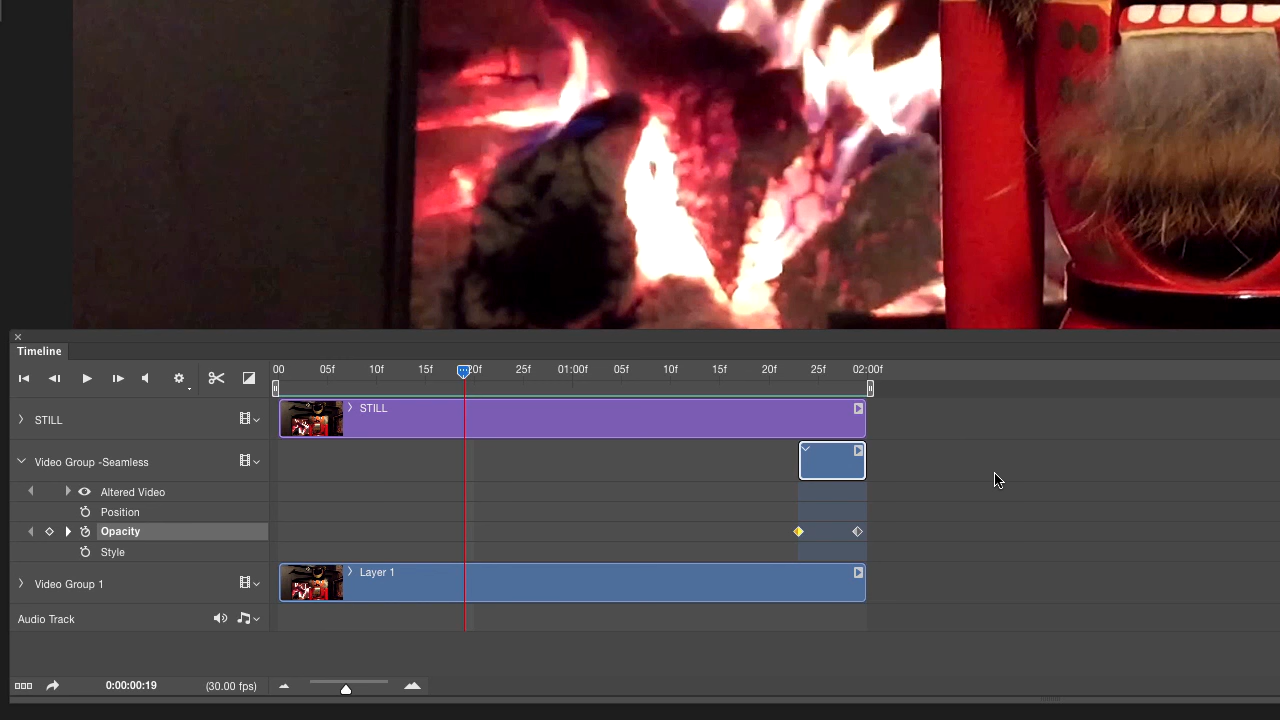 Timeline
00 05f 10f 15f 20f 25f 01:00f 05f 10f 15f 20f 25f 02:00f
STILL
STILL
Video Group -Seamless
Altered Video
Position
Opacity
Style
Video Group 1
Layer 1
Audio Track
0:00:00:19 (30.00 fps)